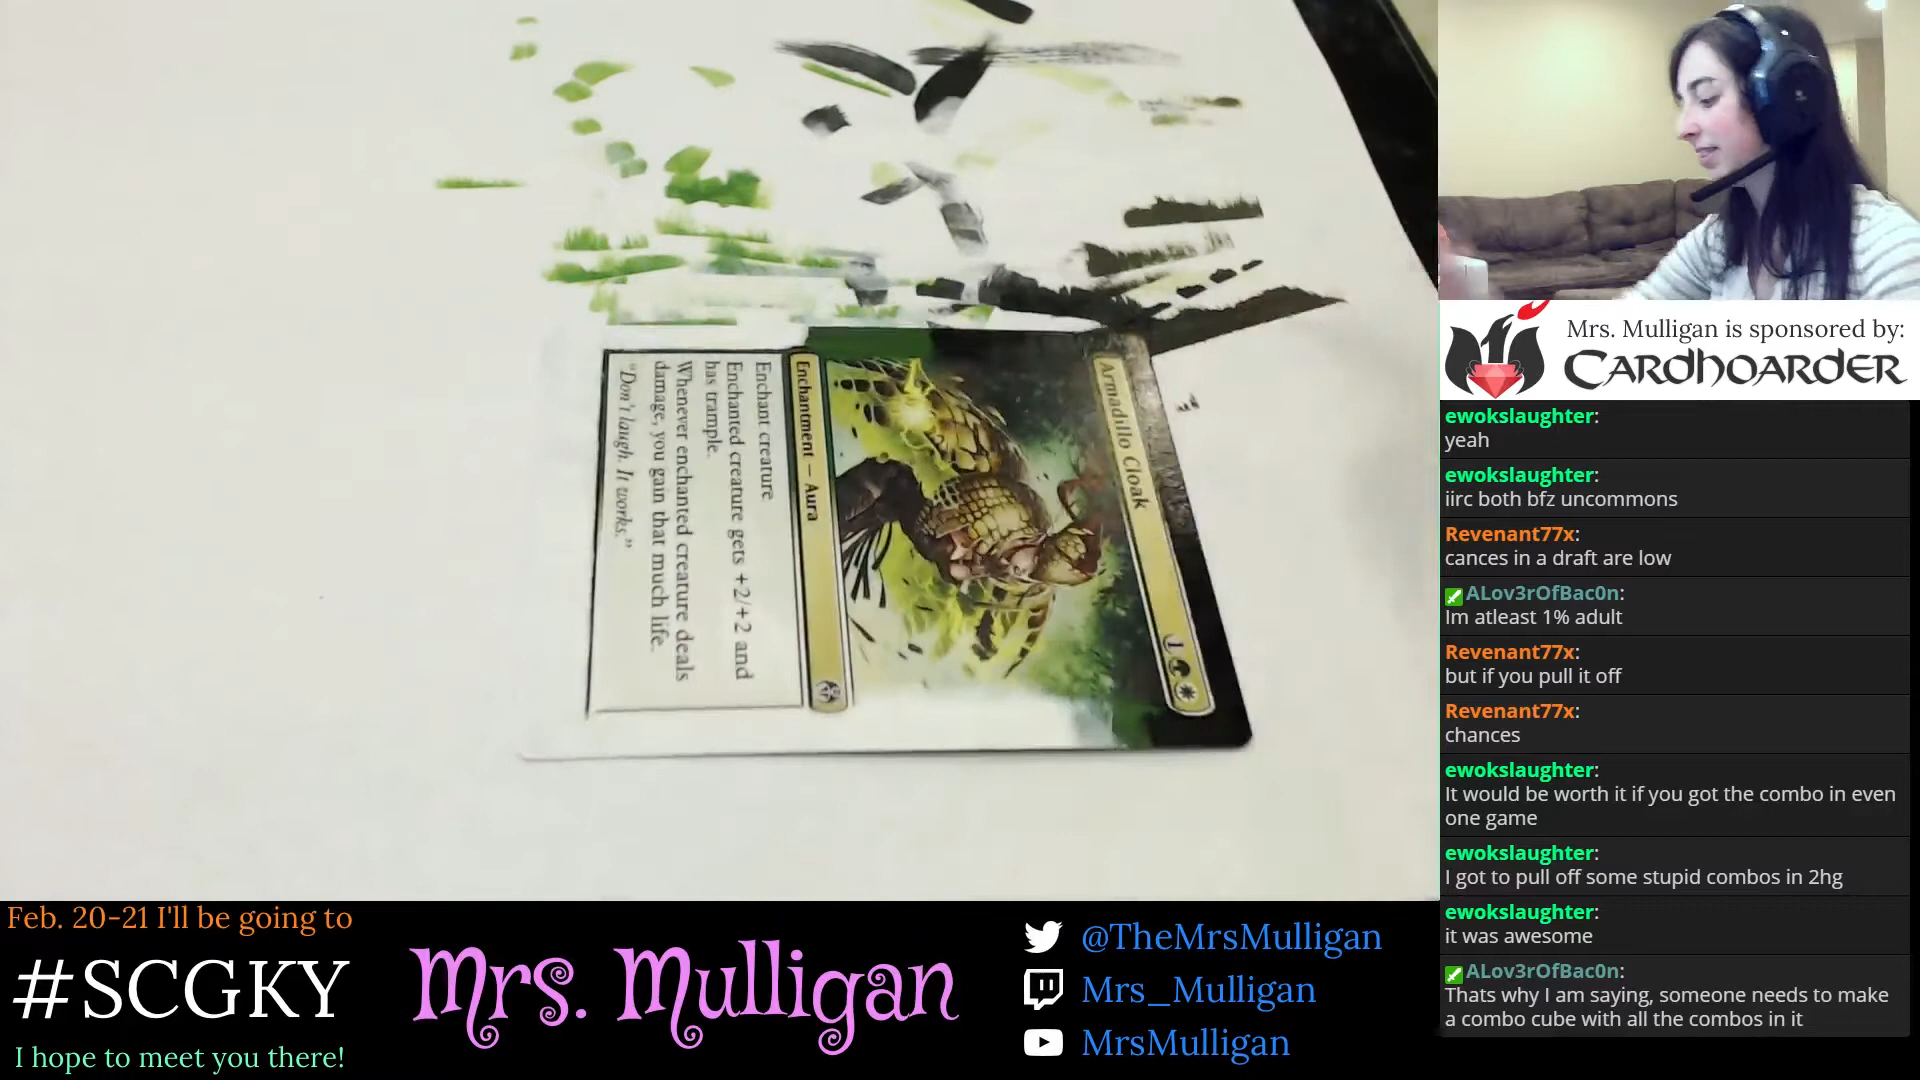 Armadillo Cloak
1
Enchantment – Aura
Enchant creature
Enchanted creature gets +2/+2 and
has trample.
Whenever enchanted creature deals
damage, you gain that much life.
"Don't laugh. It works."
Mrs. Mulligan is sponsored by:
CARDHOARDER
ewokslaughter:
yeah
ewokslaughter:
iirc both bfz uncommons
Revenant77x:
cances in a draft are low
ALov3rOfBac0n:
Im atleast 1% adult
Revenant77x:
but if you pull it off
Revenant77x:
chances
ewokslaughter:
It would be worth it if you got the combo in even
one game
ewokslaughter:
I got to pull off some stupid combos in 2hg
ewokslaughter:
it was awesome
ALov3rOfBac0n:
Thats why I am saying, someone needs to make
a combo cube with all the combos in it
Feb. 20-21 I'll be going to
#SCGKY
I hope to meet you there!
Mrs. Mulligan
@TheMrsMulligan
Mrs_Mulligan
MrsMulligan